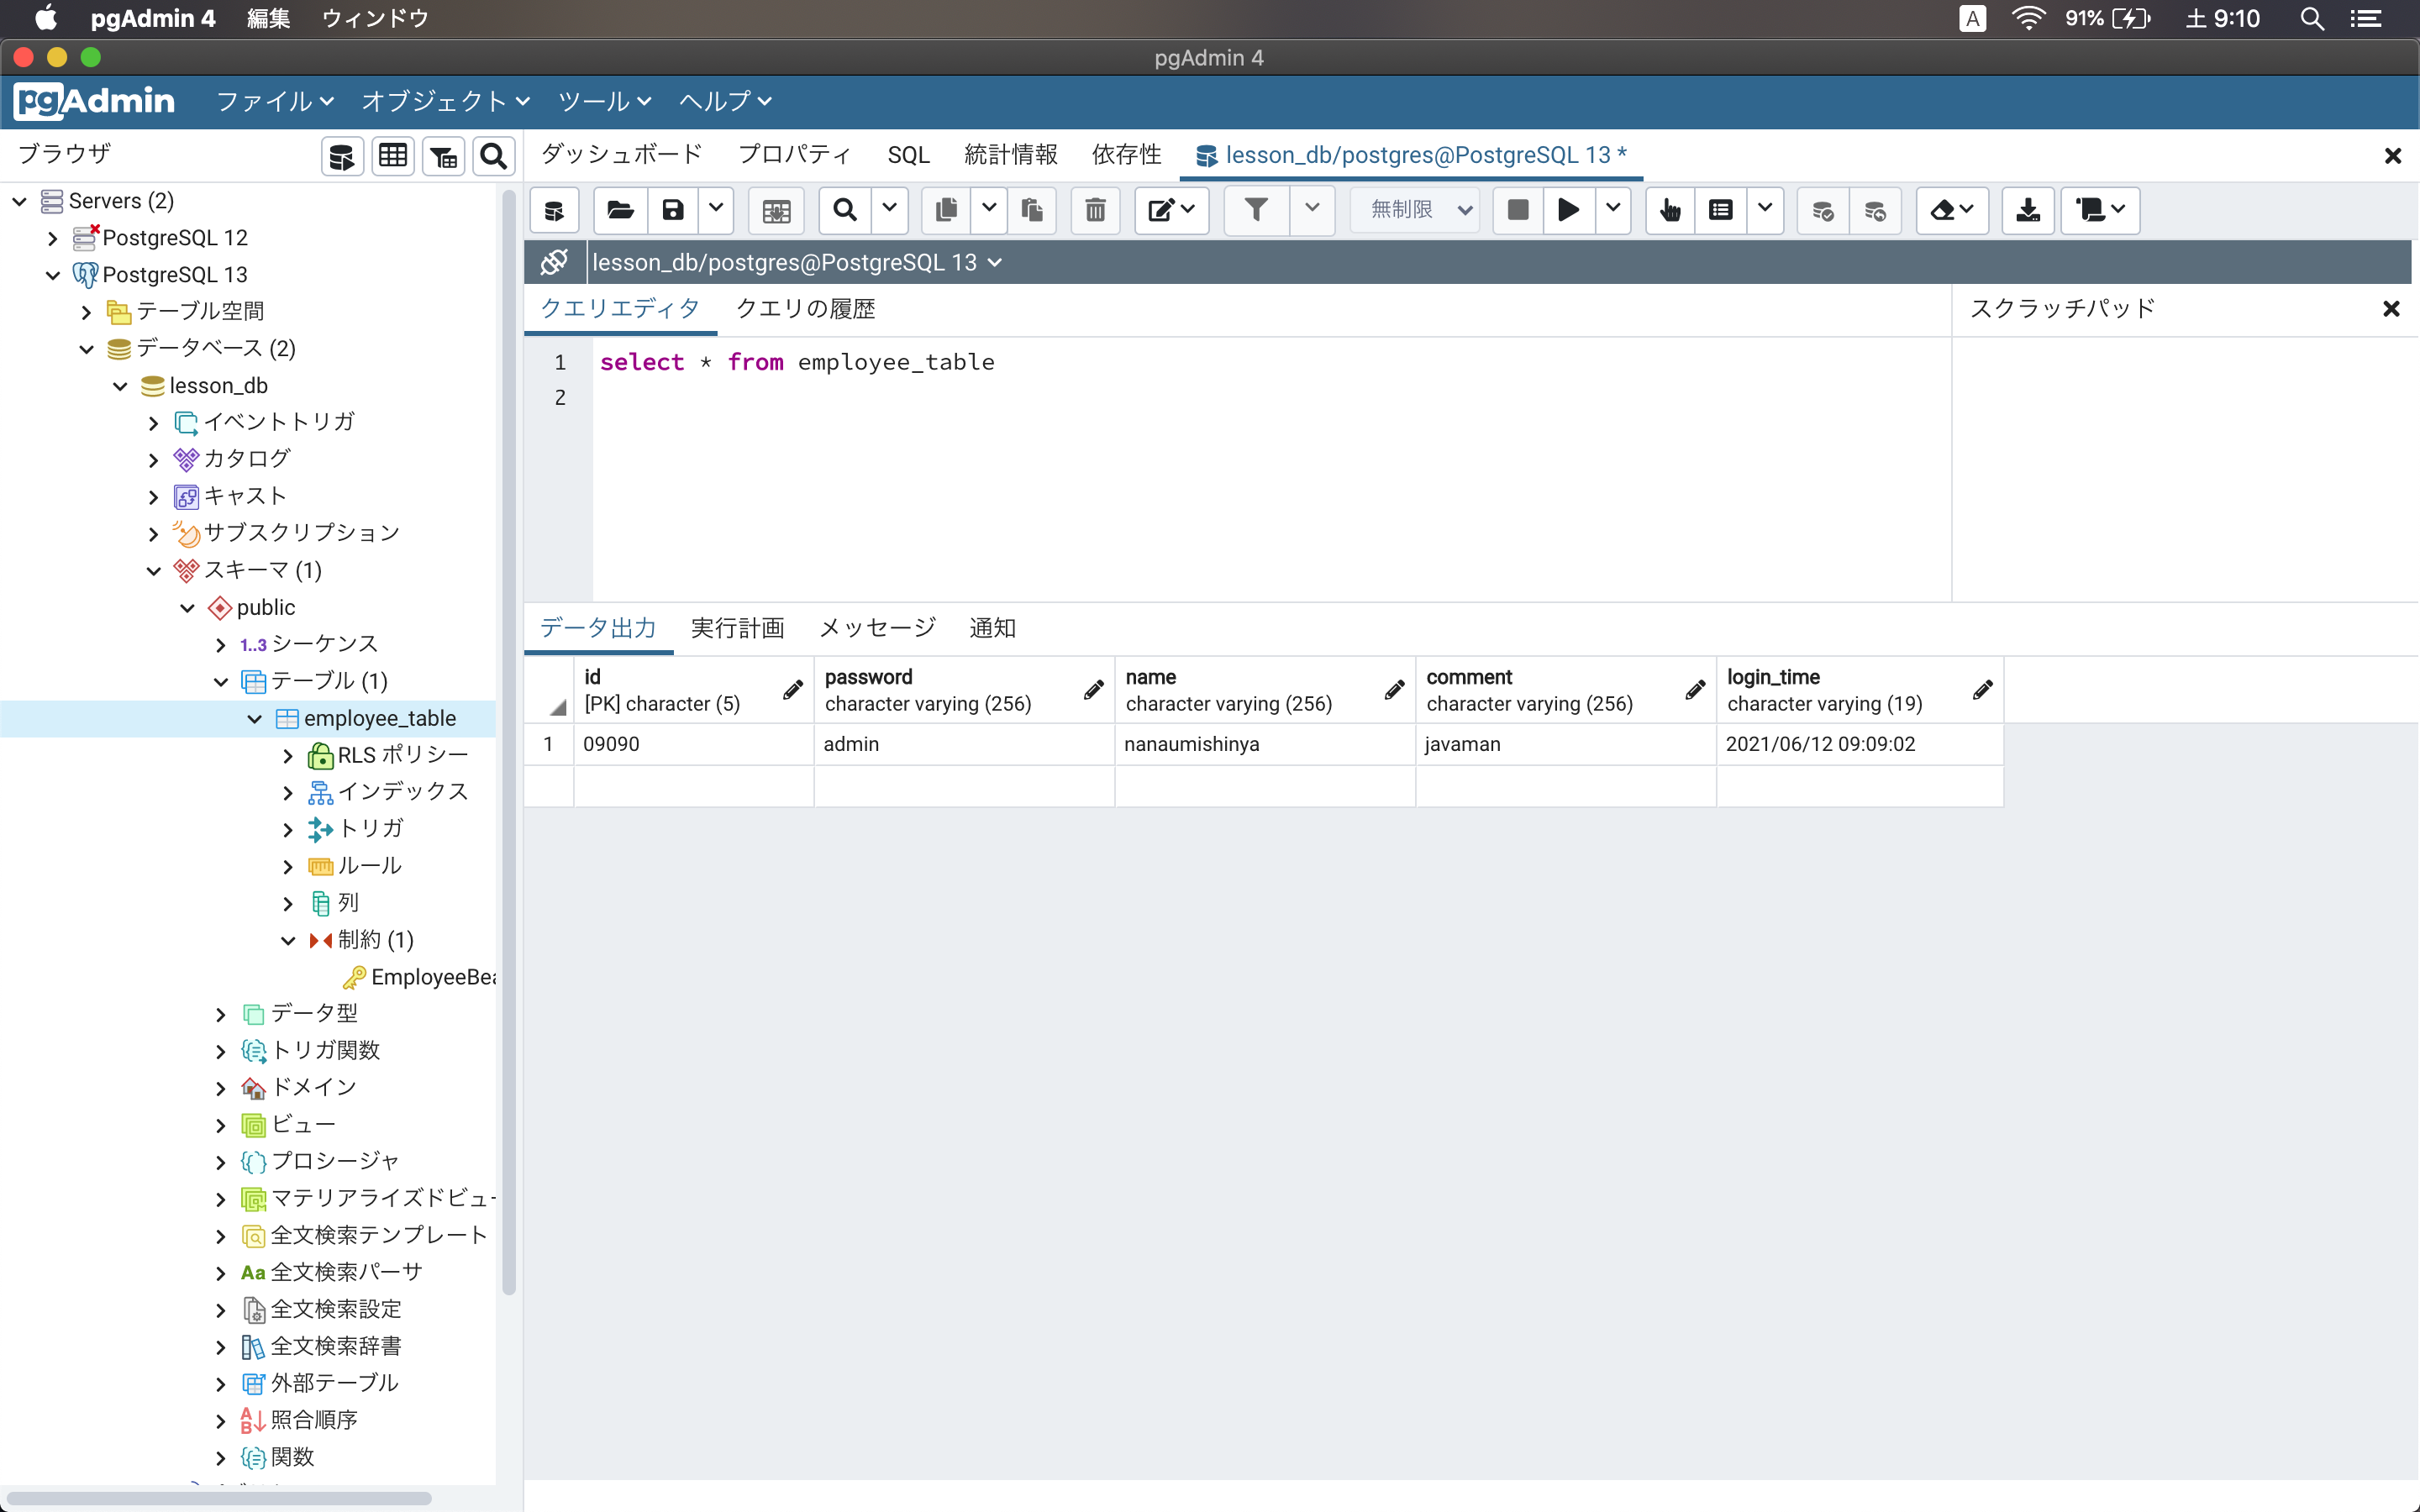 pgAdmin 4 編集 ウィンドウ A 91% 土 9:10
pgAdmin 4
pgAdmin ファイル オブジェクト ツール ヘルプ
ブラウザ
ダッシュボード プロパティ SQL 統計情報 依存性 lesson_db/postgres@PostgreSQL 13 *
無制限
lesson_db/postgres@PostgreSQL 13
クエリエディタ クエリの履歴 スクラッチパッド
1 select * from employee_table
2
データ出力 実行計画 メッセージ 通知
id password name comment login_time
[PK] character (5) character varying (256) character varying (256) character varying (256) character varying (19)
1 09090 admin nanaumishinya javaman 2021/06/12 09:09:02
Servers (2)
PostgreSQL 12
PostgreSQL 13
テーブル空間
データベース (2)
lesson_db
イベントトリガ
カタログ
キャスト
サブスクリプション
スキーマ (1)
public
1..3 シーケンス
テーブル (1)
employee_table
RLS ポリシー
インデックス
トリガ
ルール
列
制約 (1)
EmployeeBea
データ型
トリガ関数
ドメイン
ビュー
プロシージャ
マテリアライズドビュー
全文検索テンプレート
Aa 全文検索パーサ
全文検索設定
全文検索辞書
外部テーブル
照合順序
関数